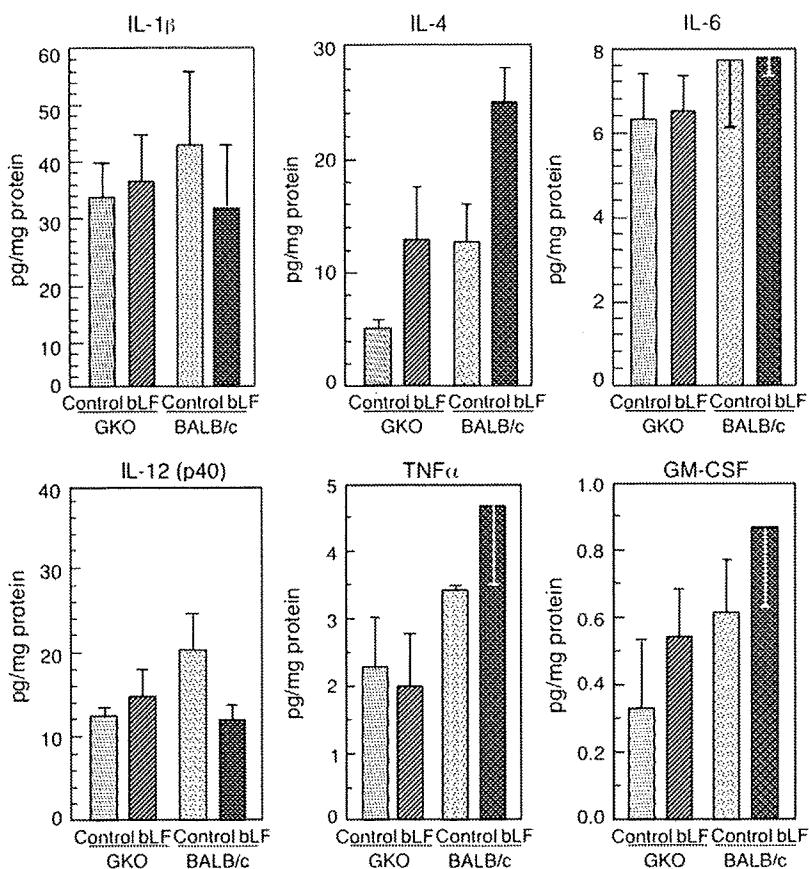 IL-1β
60
50
40
30
20
10
0
pg/mg protein
Control bLF Control bLF
GKO BALB/c
IL-4
30
20
10
0
pg/mg protein
Control bLF Control bLF
GKO BALB/c
IL-6
8
6
4
2
0
pg/mg protein
Control bLF Control bLF
GKO BALB/c
IL-12 (p40)
40
30
20
10
0
pg/mg protein
Control bLF Control bLF
GKO BALB/c
TNFα
5
4
3
2
1
0
pg/mg protein
Control bLF Control bLF
GKO BALB/c
GM-CSF
1.0
0.8
0.6
0.4
0.2
0.0
pg/mg protein
Control bLF Control bLF
GKO BALB/c